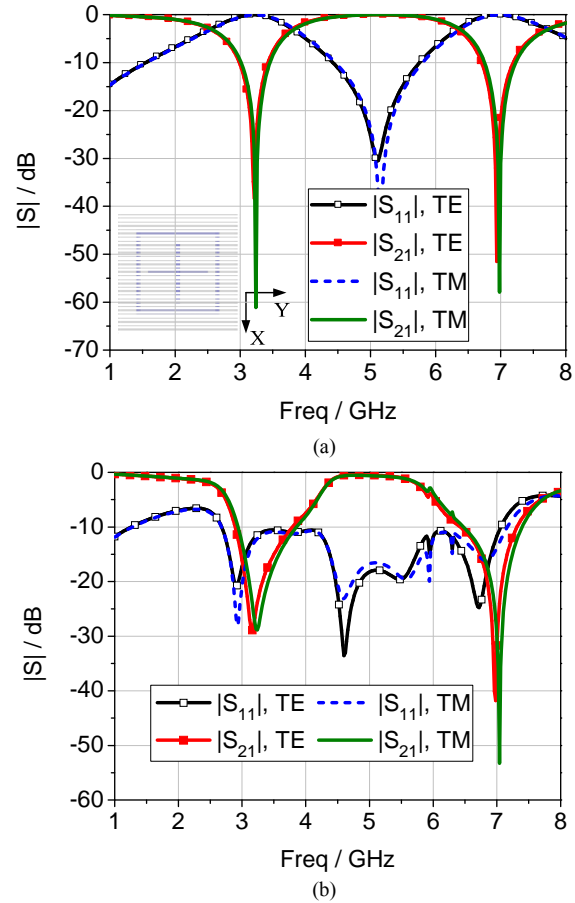 0
-10
-20
-30
-40
-50
-60
-70
|S| / dB
|S₁₁|, TE
|S₂₁|, TE
|S₁₁|, TM
|S₂₁|, TM
Y
X
1 2 3 4 5 6 7 8
Freq / GHz
(a)
0
-10
-20
-30
-40
-50
-60
|S| / dB
|S₁₁|, TE |S₁₁|, TM
|S₂₁|, TE |S₂₁|, TM
1 2 3 4 5 6 7 8
Freq / GHz
(b)